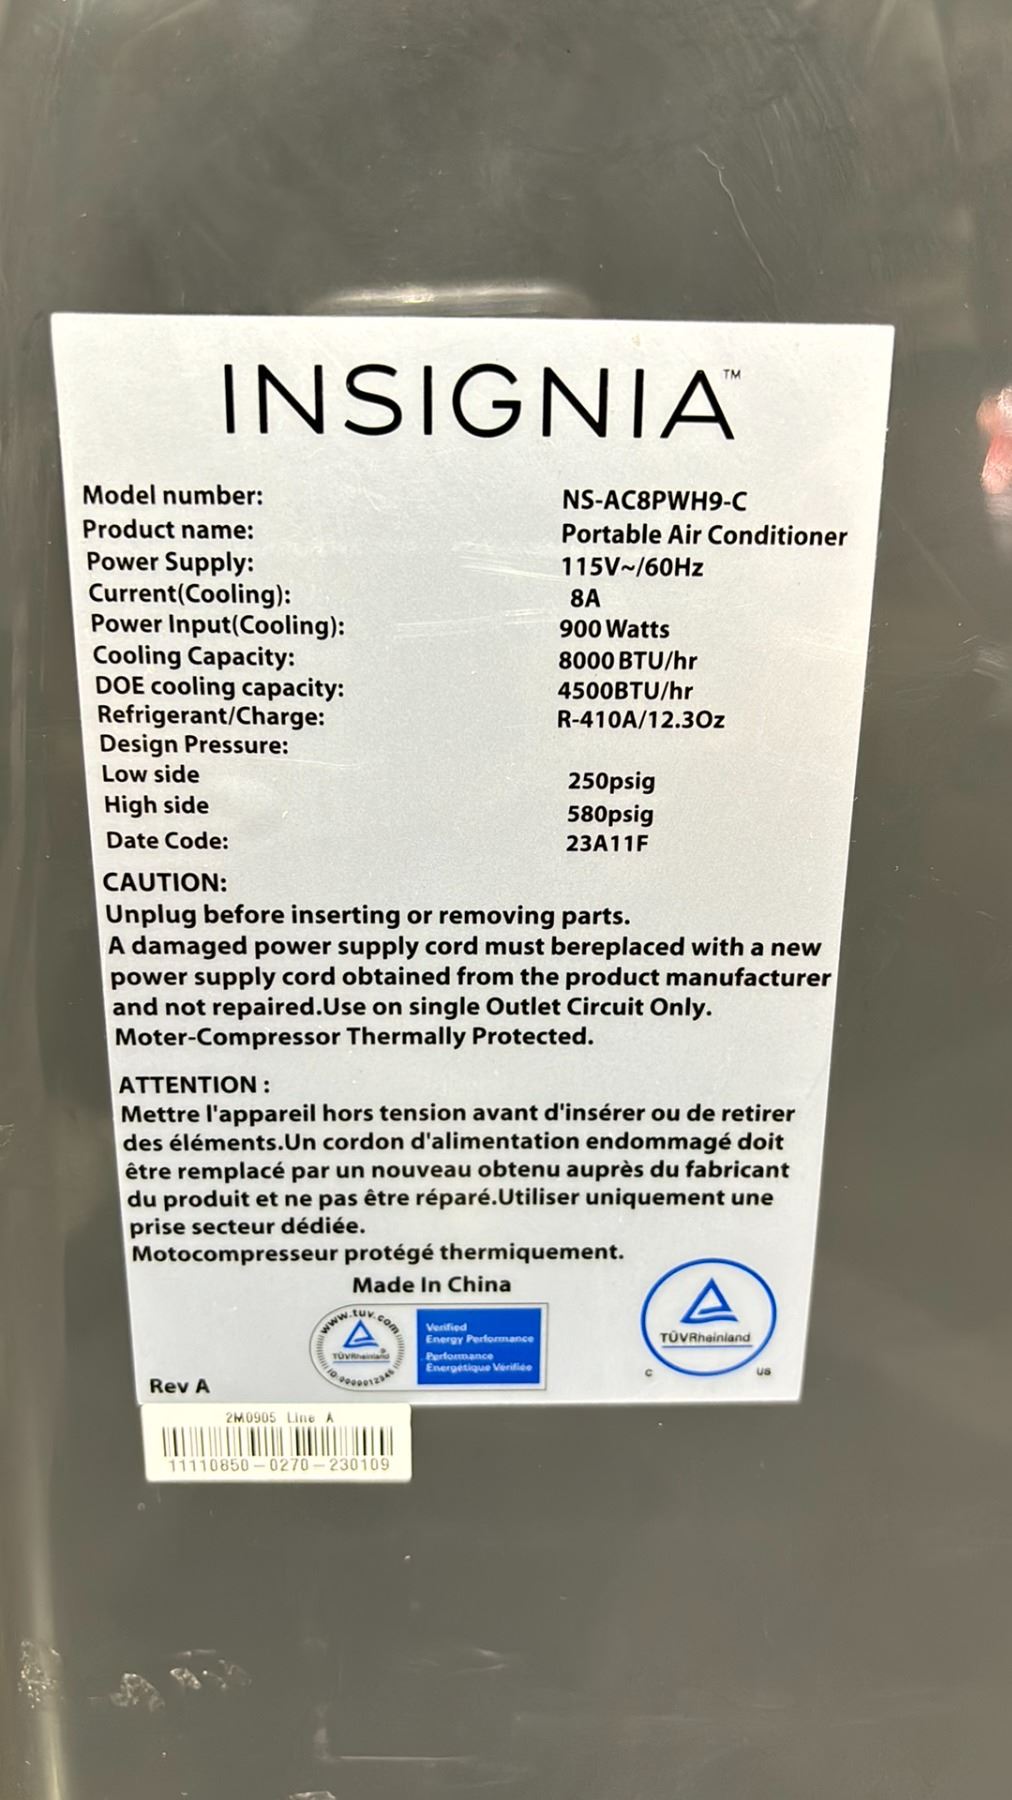 INSIGNIA™
Model number: NS-AC8PWH9-C
Product name: Portable Air Conditioner
Power Supply: 115V~/60Hz
Current(Cooling): 8A
Power Input(Cooling): 900 Watts
Cooling Capacity: 8000 BTU/hr
DOE cooling capacity: 4500BTU/hr
Refrigerant/Charge: R-410A/12.3Oz
Design Pressure:
Low side 250psig
High side 580psig
Date Code: 23A11F
CAUTION:
Unplug before inserting or removing parts.
A damaged power supply cord must bereplaced with a new
power supply cord obtained from the product manufacturer
and not repaired.Use on single Outlet Circuit Only.
Moter-Compressor Thermally Protected.
ATTENTION :
Mettre l'appareil hors tension avant d'insérer ou de retirer
des éléments.Un cordon d'alimentation endommagé doit
être remplacé par un nouveau obtenu auprès du fabricant
du produit et ne pas être réparé.Utiliser uniquement une
prise secteur dédiée.
Motocompresseur protégé thermiquement.
Made In China
www.tuv.com
TÜVRheinland®
ID:0000012345
Verified
Energy Performance
Performance
Énergétique Vérifiée
TÜVRheinland
C US
Rev A
2M0905 Line A
11110850-0270-230109